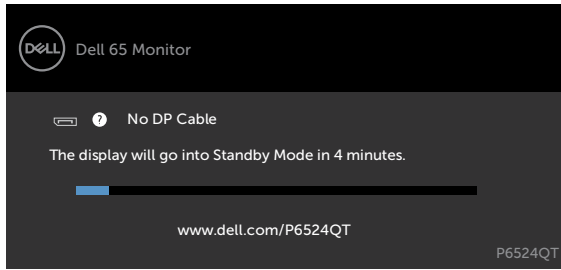 DELL
Dell 65 Monitor
? No DP Cable
The display will go into Standby Mode in 4 minutes.
www.dell.com/P6524QT
P6524QT